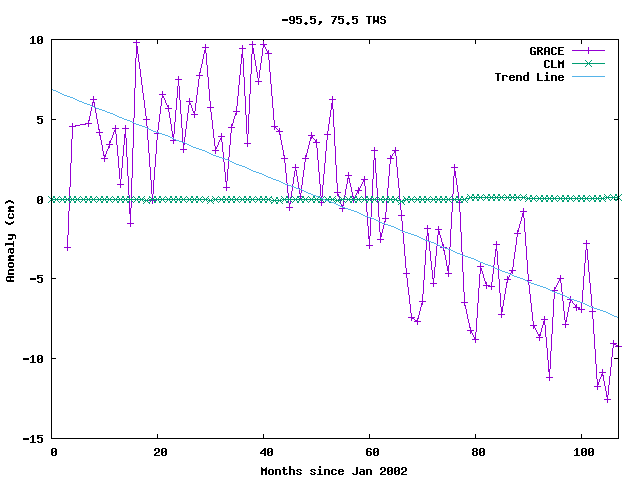 -95.5, 75.5 TWS
GRACE
CLM
Trend Line
10
5
0
-5
-10
-15
Anomaly (cm)
0 20 40 60 80 100
Months since Jan 2002